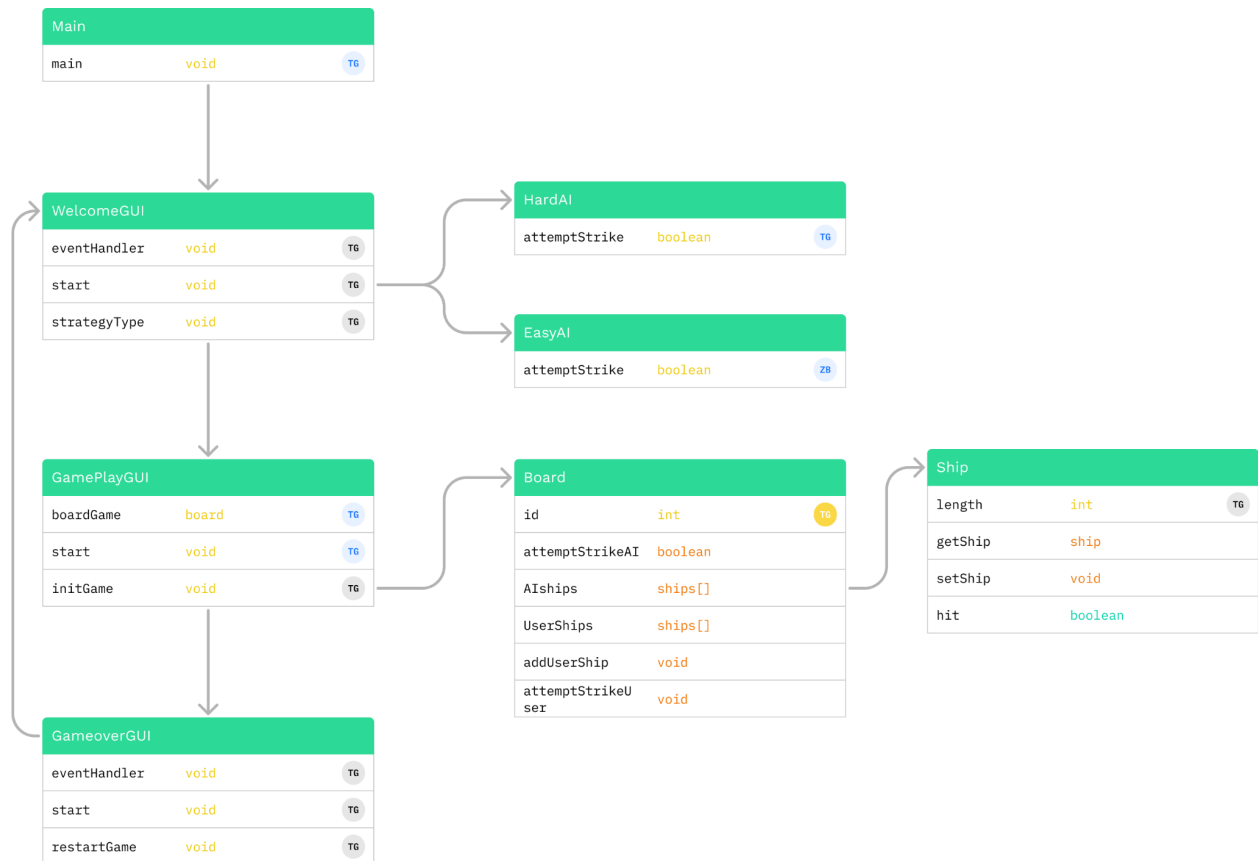 Main
main void TG
WelcomeGUI
eventHandler void TG
start void TG
strategyType void TG
HardAI
attemptStrike boolean TG
EasyAI
attemptStrike boolean ZB
GamePlayGUI
boardGame board TG
start void TG
initGame void TG
Board
id int TG
attemptStrikeAI boolean
AIships ships[]
UserShips ships[]
addUserShip void
attemptStrikeU
ser void
Ship
length int TG
getShip ship
setShip void
hit boolean
GameoverGUI
eventHandler void TG
start void TG
restartGame void TG